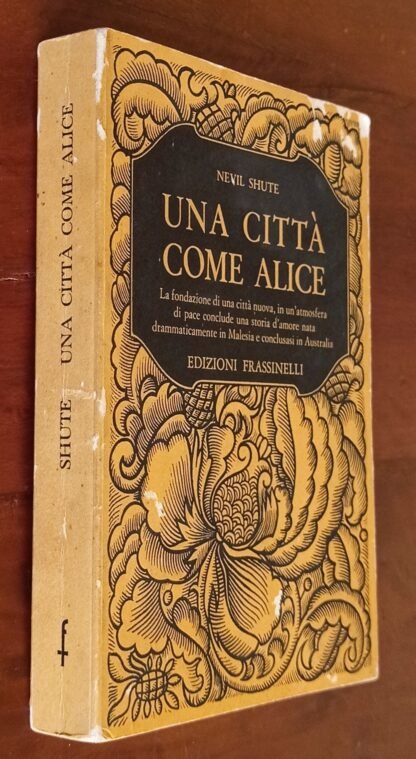 SHUTE UNA CITTÀ COME ALICE
NEVIL SHUTE
UNA CITTÀ
COME ALICE
La fondazione di una città nuova, in un'atmosfera
di pace conclude una storia d'amore nata
drammaticamente in Malesia e conclusasi in Australia
EDIZIONI FRASSINELLI